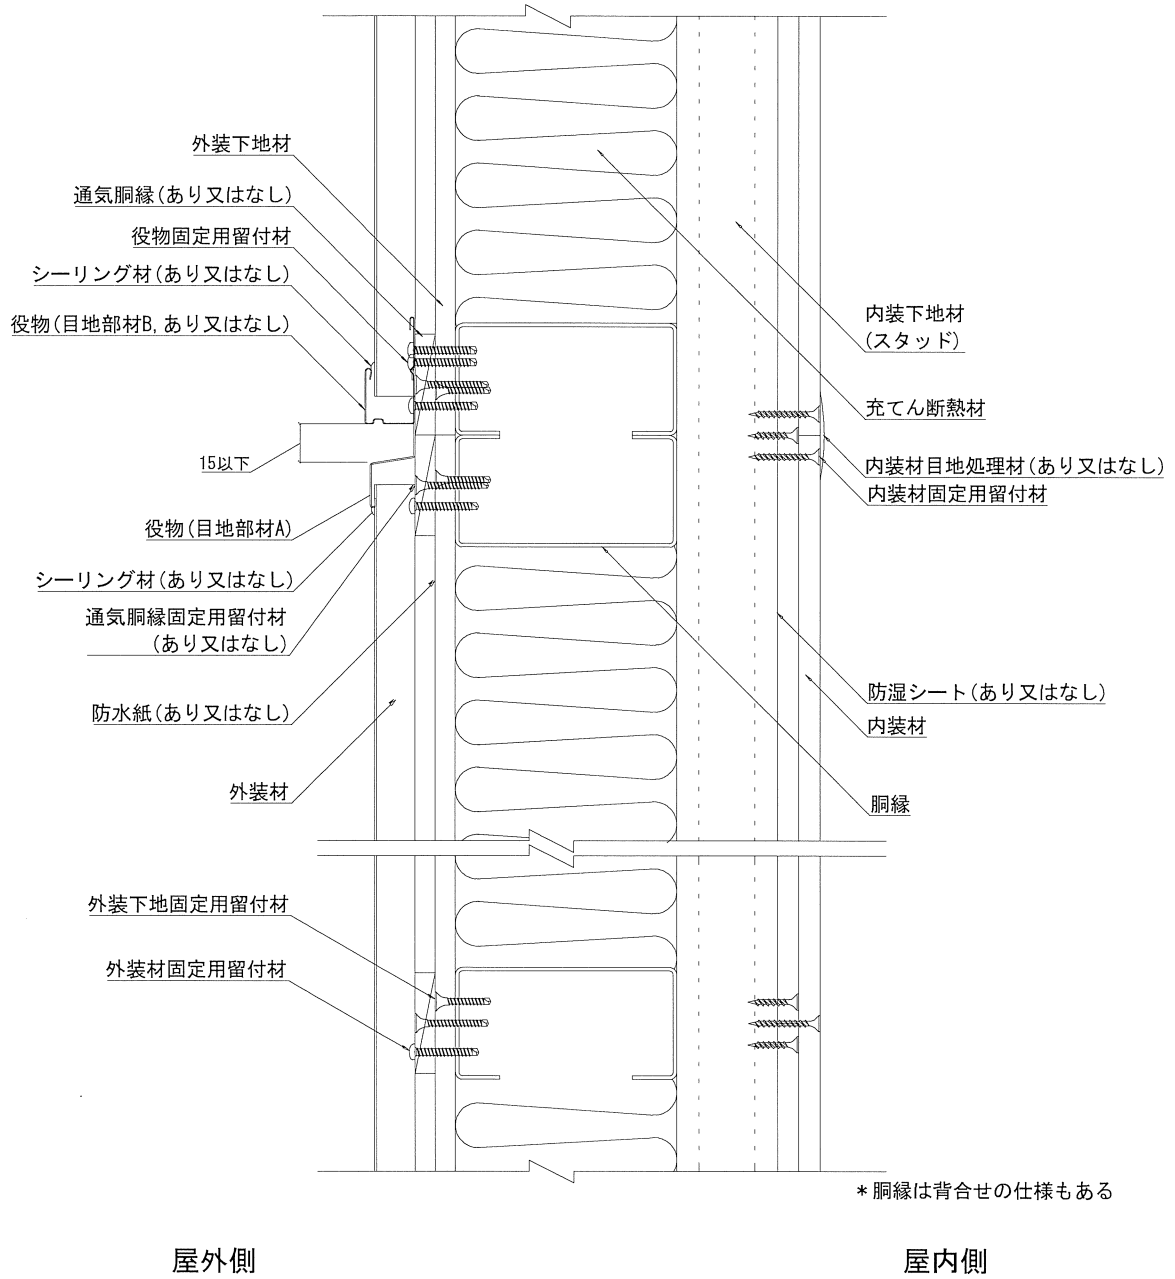 外装下地材
通気胴縁(あり又はなし)
役物固定用留付材
シーリング材(あり又はなし)
役物(目地部材B,あり又はなし)
15以下
役物(目地部材A)
シーリング材(あり又はなし)
通気胴縁固定用留付材
(あり又はなし)
防水紙(あり又はなし)
外装材
外装下地固定用留付材
外装材固定用留付材
内装下地材
(スタッド)
充てん断熱材
内装材目地処理材(あり又はなし)
内装材固定用留付材
防湿シート(あり又はなし)
内装材
胴縁
*胴縁は背合せの仕様もある
屋外側
屋内側